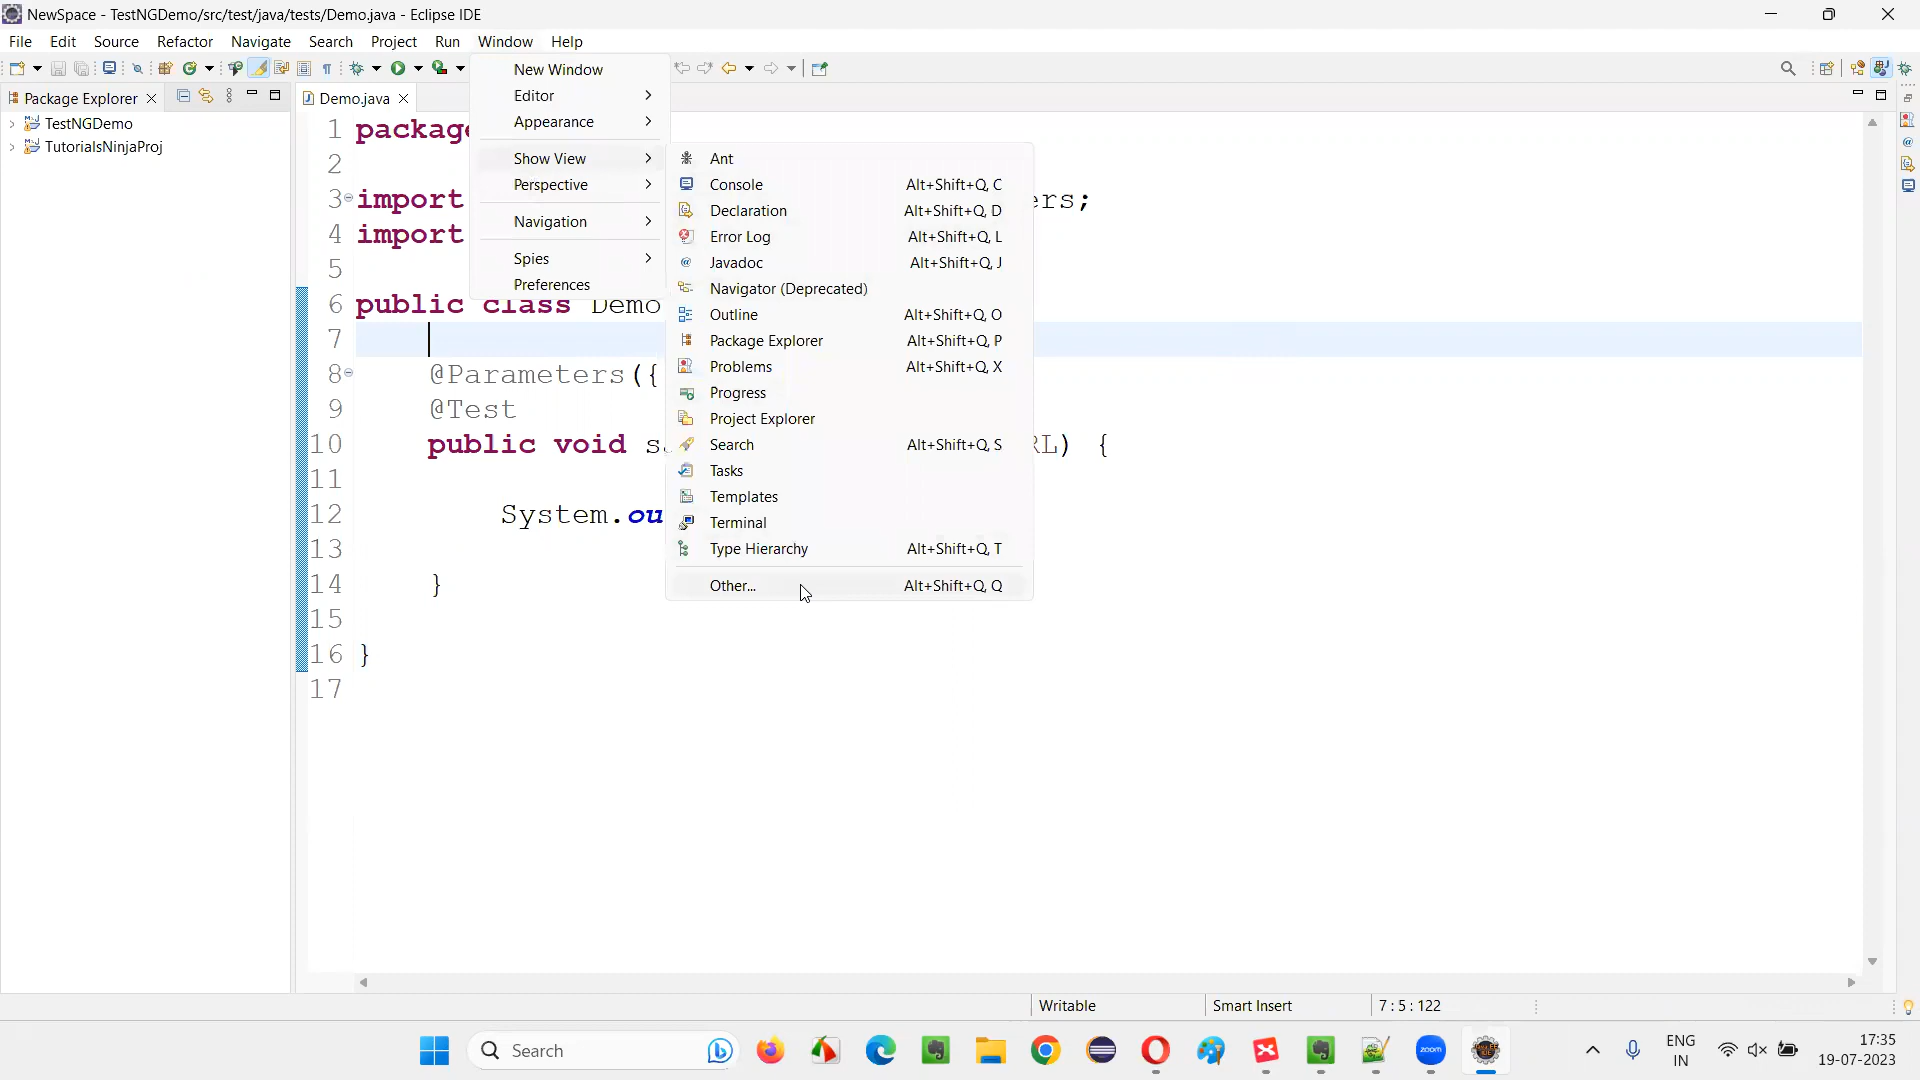 NewSpace - TestNGDemo/src/test/java/tests/Demo.java - Eclipse IDE
File Edit Source Refactor Navigate Search Project Run Window Help
Package Explorer
TestNGDemo
TutorialsNinjaProj
Demo.java
New Window
Editor
Appearance
Show View
Perspective
Navigation
Spies
Preferences
Ant
Console Alt+Shift+Q, C
Declaration Alt+Shift+Q, D
Error Log Alt+Shift+Q, L
Javadoc Alt+Shift+Q, J
Navigator (Deprecated)
Outline Alt+Shift+Q, O
Package Explorer Alt+Shift+Q, P
Problems Alt+Shift+Q, X
Progress
Project Explorer
Search Alt+Shift+Q, S
Tasks
Templates
Terminal
Type Hierarchy Alt+Shift+Q, T
Other... Alt+Shift+Q, Q
1 package
2
3 import ers;
4 import
5
6 public class Demo
7
8 @Parameters({
9 @Test
10 public void s RL) {
11
12 System.ou
13
14 }
15
16 }
17
Writable Smart Insert 7 : 5 : 122
Search
zoom
ENG
IN
17:35
19-07-2023